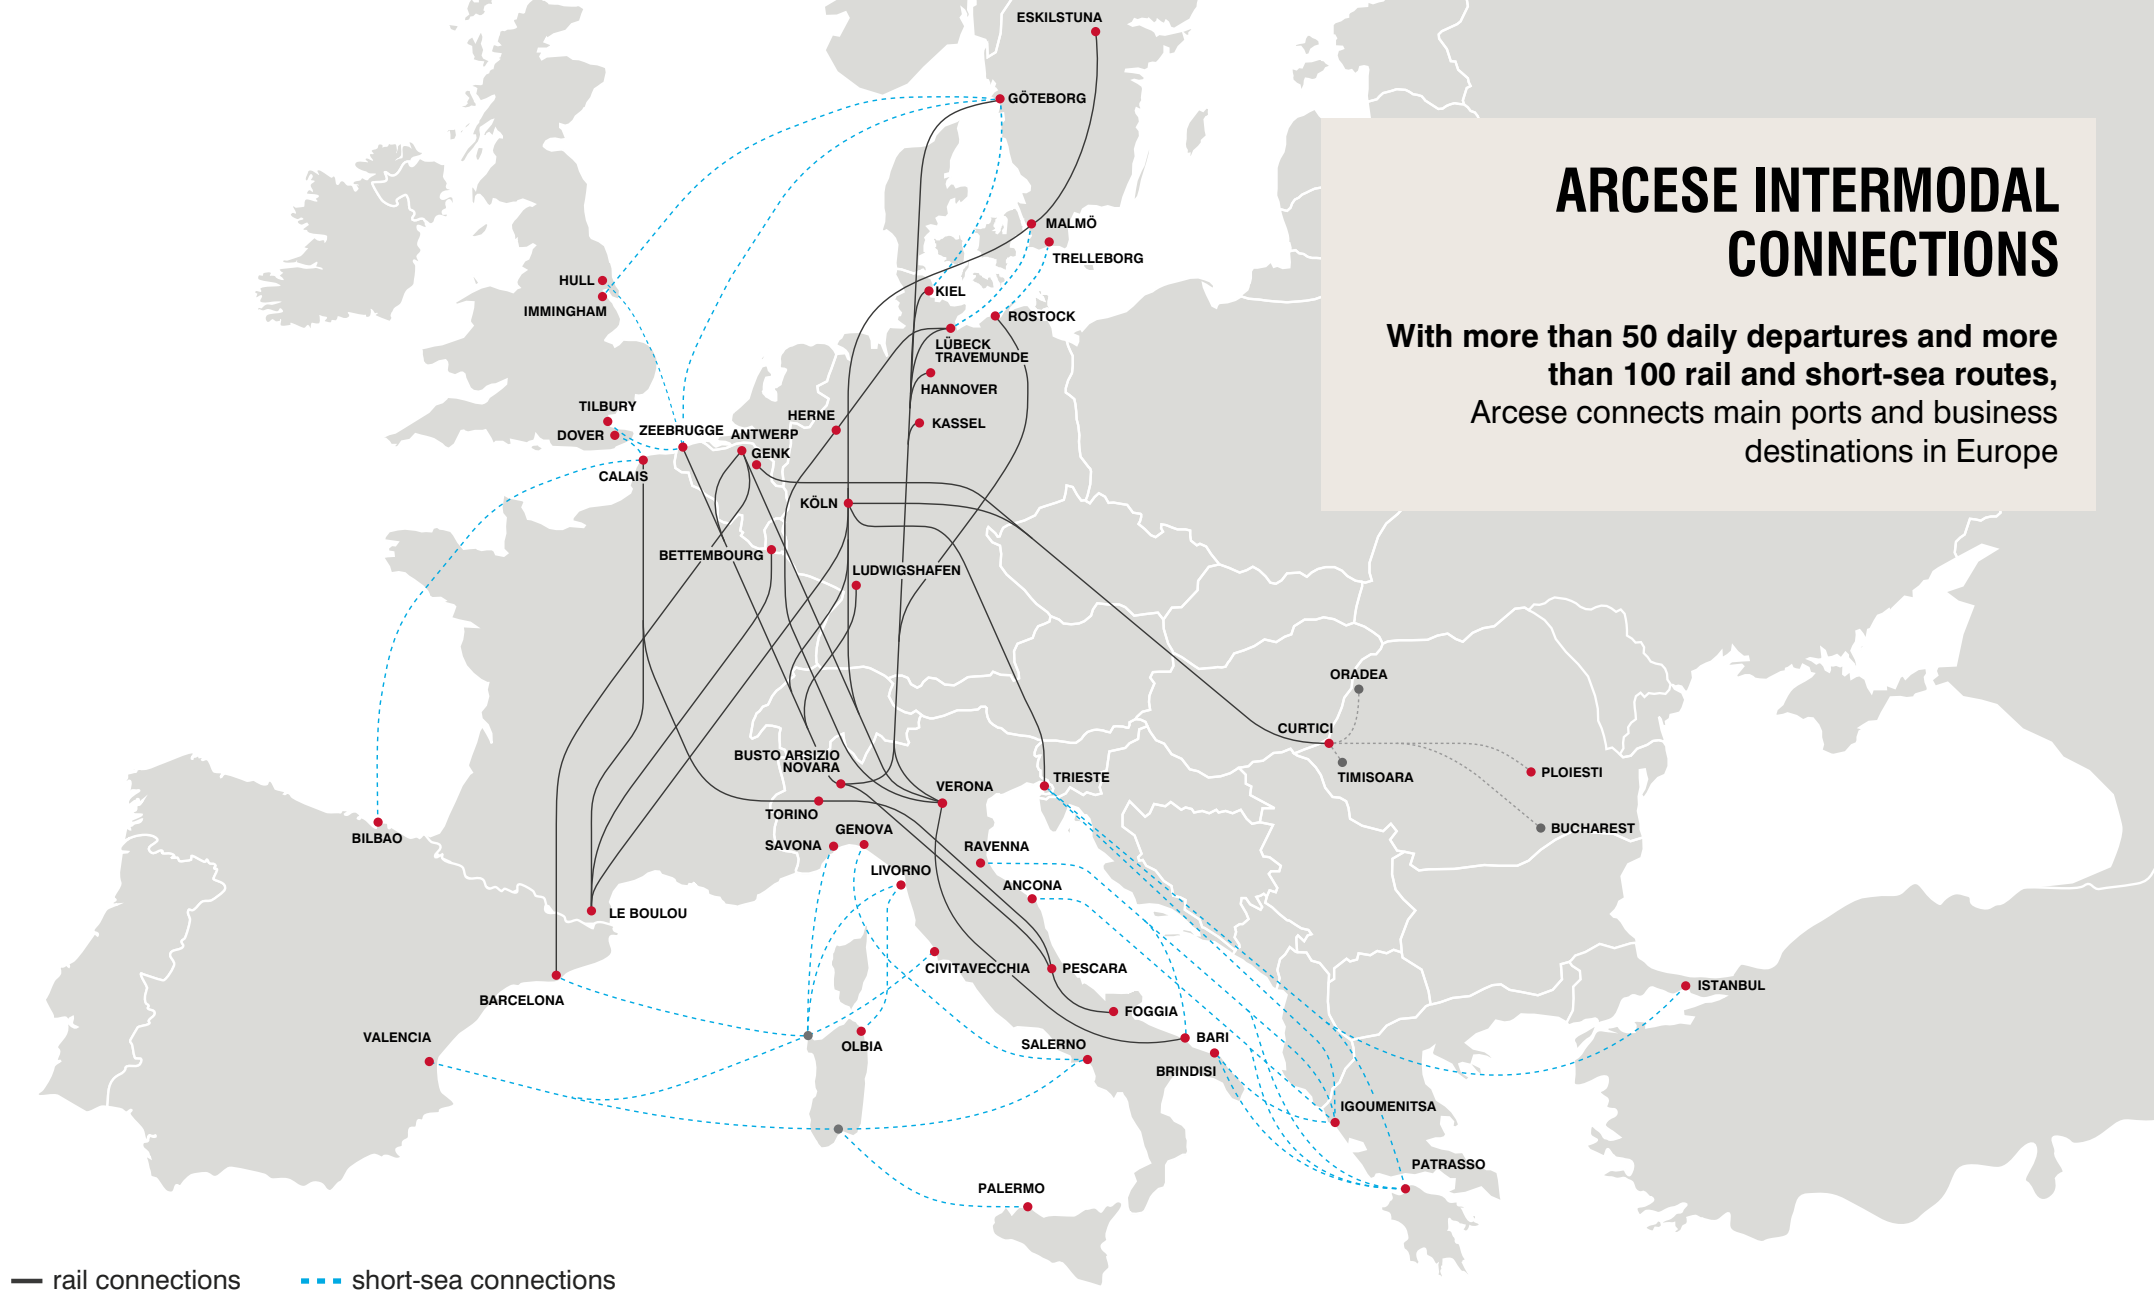 ESKILSTUNA
GÖTEBORG
ARCESE INTERMODAL
CONNECTIONS
With more than 50 daily departures and more
than 100 rail and short-sea routes,
Arcese connects main ports and business
destinations in Europe
MALMÖ
TRELLEBORG
HULL
IMMINGHAM
KIEL
ROSTOCK
LÜBECK
TRAVEMUNDE
HANNOVER
TILBURY
DOVER
ZEEBRUGGE
ANTWERP
GENK
HERNE
KASSEL
CALAIS
KÖLN
BETTEMBOURG
LUDWIGSHAFEN
ORADEA
CURTICI
TIMISOARA
PLOIESTI
BUCHAREST
BUSTO ARSIZIO
NOVARA
VERONA
TRIESTE
TORINO
BILBAO
GENOVA
SAVONA
RAVENNA
LIVORNO
ANCONA
LE BOULOU
CIVITAVECCHIA
PESCARA
BARCELONA
ISTANBUL
FOGGIA
VALENCIA
OLBIA
SALERNO
BARI
BRINDISI
IGOUMENITSA
PATRASSO
PALERMO
rail connections
short-sea connections